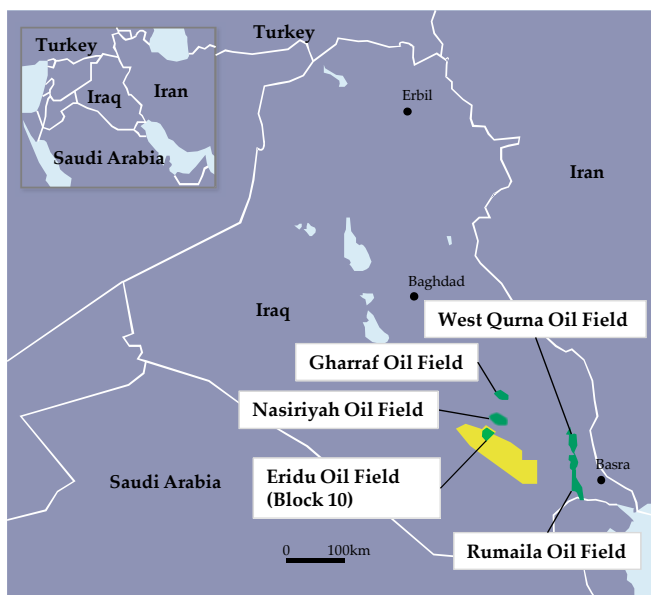 Turkey
Iraq
Iran
Saudi Arabia
Turkey
Erbil
Iran
Baghdad
Iraq
West Qurna Oil Field
Gharraf Oil Field
Nasiriyah Oil Field
Eridu Oil Field
(Block 10)
Basra
Saudi Arabia
Rumaila Oil Field
0 100km